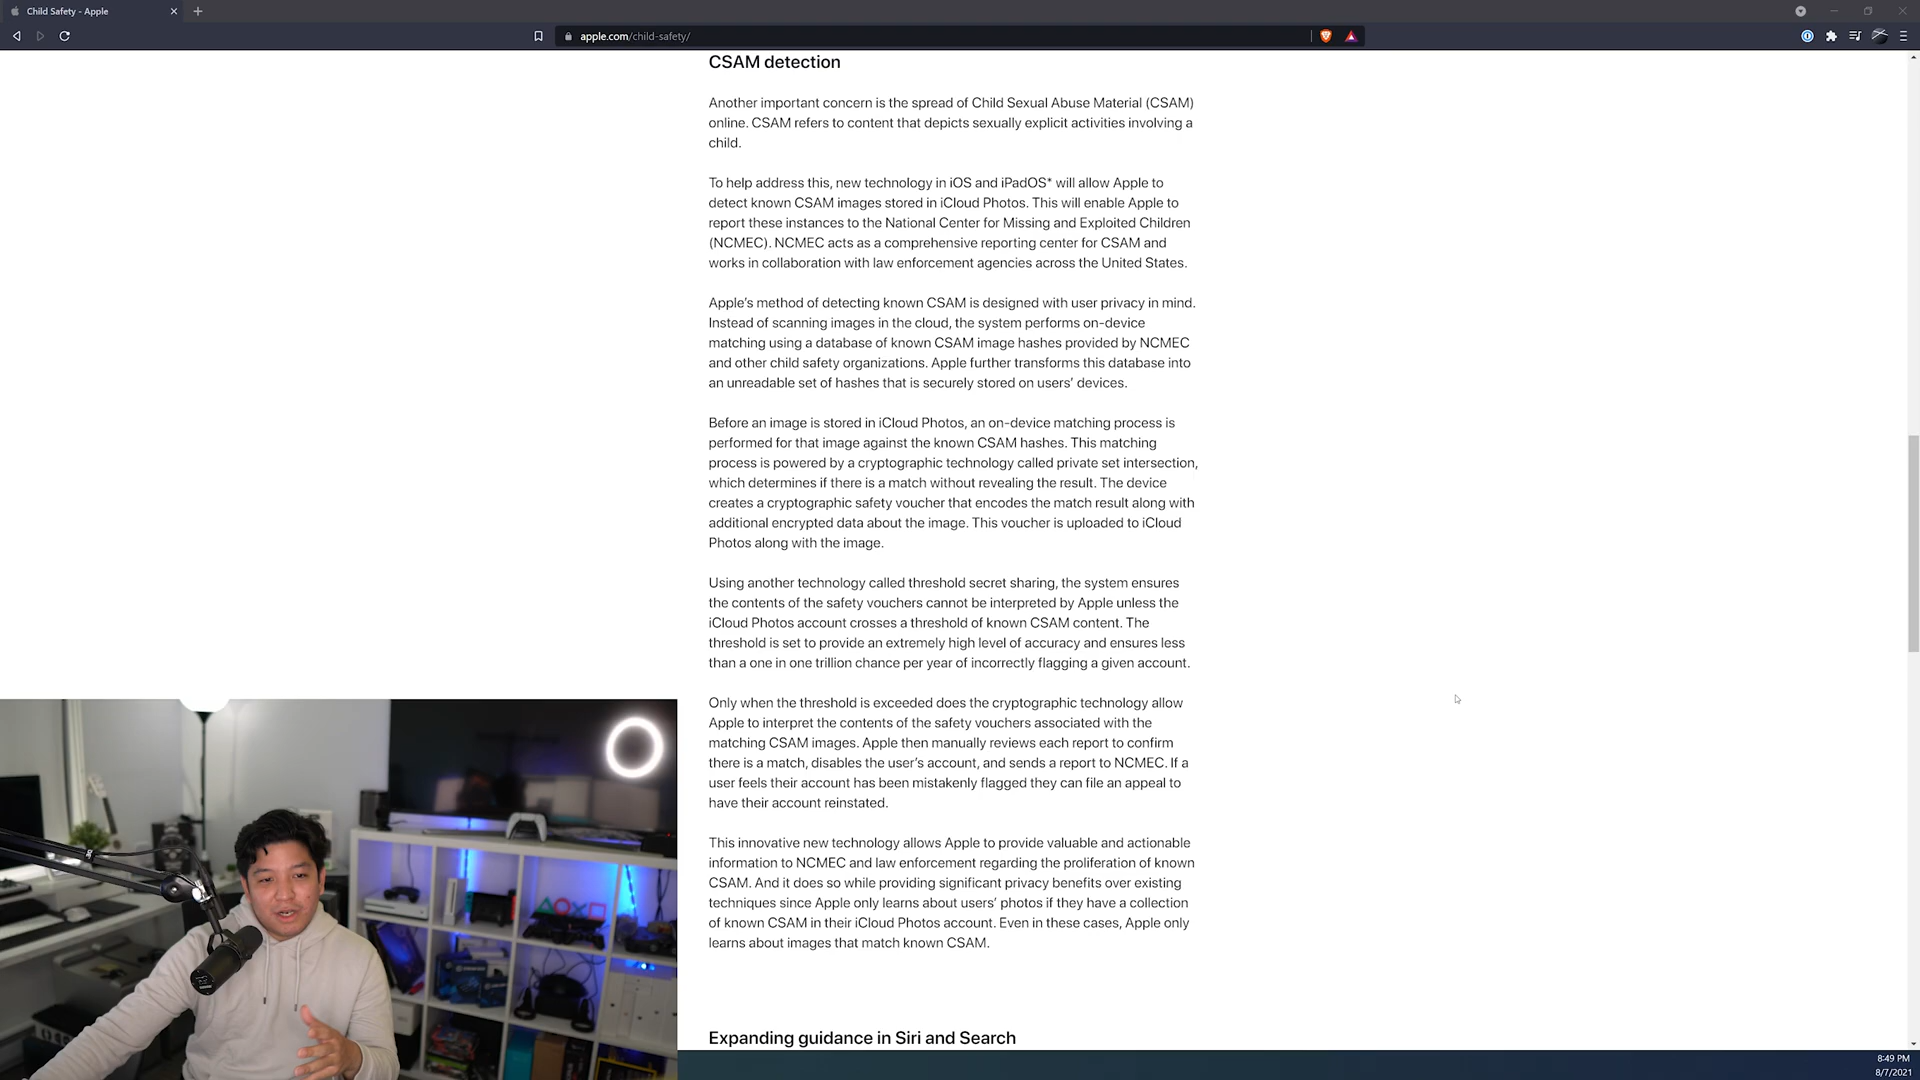 Child Safety - Apple
apple.com/child-safety/
CSAM detection
Another important concern is the spread of Child Sexual Abuse Material (CSAM)
online. CSAM refers to content that depicts sexually explicit activities involving a
child.
To help address this, new technology in iOS and iPadOS* will allow Apple to
detect known CSAM images stored in iCloud Photos. This will enable Apple to
report these instances to the National Center for Missing and Exploited Children
(NCMEC). NCMEC acts as a comprehensive reporting center for CSAM and
works in collaboration with law enforcement agencies across the United States.
Apple’s method of detecting known CSAM is designed with user privacy in mind.
Instead of scanning images in the cloud, the system performs on-device
matching using a database of known CSAM image hashes provided by NCMEC
and other child safety organizations. Apple further transforms this database into
an unreadable set of hashes that is securely stored on users’ devices.
Before an image is stored in iCloud Photos, an on-device matching process is
performed for that image against the known CSAM hashes. This matching
process is powered by a cryptographic technology called private set intersection,
which determines if there is a match without revealing the result. The device
creates a cryptographic safety voucher that encodes the match result along with
additional encrypted data about the image. This voucher is uploaded to iCloud
Photos along with the image.
Using another technology called threshold secret sharing, the system ensures
the contents of the safety vouchers cannot be interpreted by Apple unless the
iCloud Photos account crosses a threshold of known CSAM content. The
threshold is set to provide an extremely high level of accuracy and ensures less
than a one in one trillion chance per year of incorrectly flagging a given account.
Only when the threshold is exceeded does the cryptographic technology allow
Apple to interpret the contents of the safety vouchers associated with the
matching CSAM images. Apple then manually reviews each report to confirm
there is a match, disables the user’s account, and sends a report to NCMEC. If a
user feels their account has been mistakenly flagged they can file an appeal to
have their account reinstated.
This innovative new technology allows Apple to provide valuable and actionable
information to NCMEC and law enforcement regarding the proliferation of known
CSAM. And it does so while providing significant privacy benefits over existing
techniques since Apple only learns about users’ photos if they have a collection
of known CSAM in their iCloud Photos account. Even in these cases, Apple only
learns about images that match known CSAM.
Expanding guidance in Siri and Search
8:49 PM
8/7/2021